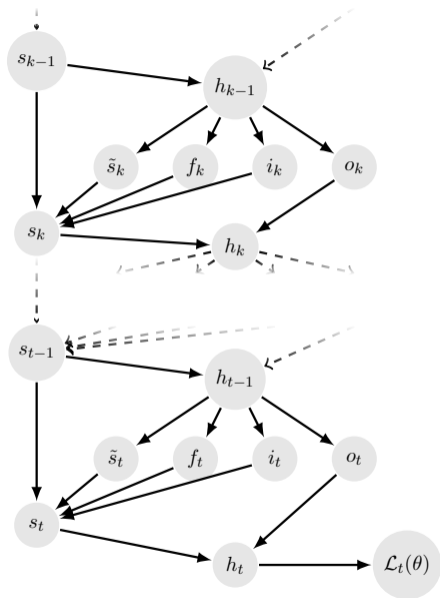 s_{k−1}
h_{k−1}
s̃_k f_k i_k o_k
s_k
h_k
s_{t−1}
h_{t−1}
s̃_t f_t i_t o_t
s_t
h_t ℒ_t(θ)